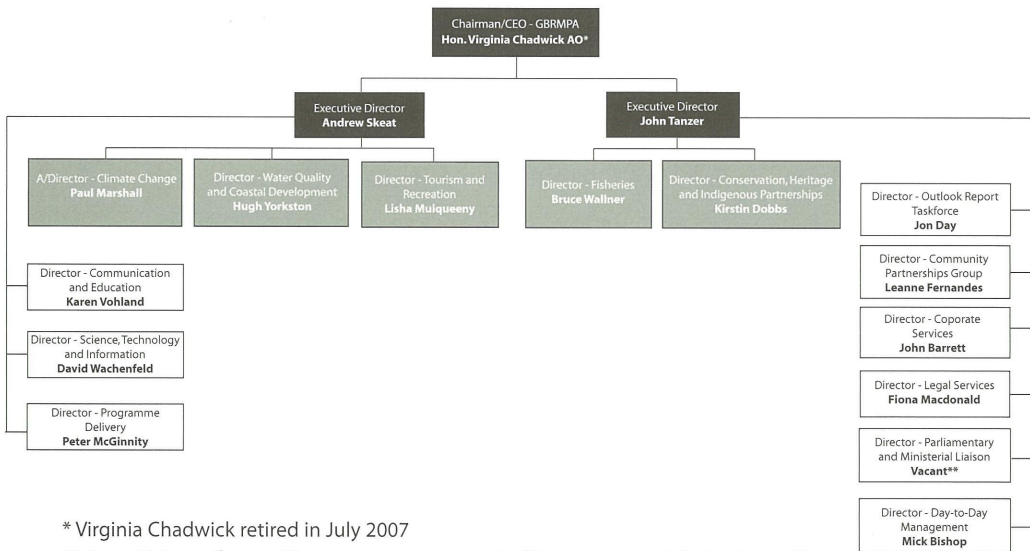 Chairman/CEO - GBRMPA
Hon. Virginia Chadwick AO*
Executive Director
Andrew Skeat
Executive Director
John Tanzer
A/Director - Climate Change
Paul Marshall
Director - Water Quality
and Coastal Development
Hugh Yorkston
Director - Tourism and
Recreation
Lisha Mulqueeny
Director - Fisheries
Bruce Wallner
Director - Conservation, Heritage
and Indigenous Partnerships
Kirstin Dobbs
Director - Communication
and Education
Karen Vohland
Director - Science, Technology
and Information
David Wachenfeld
Director - Programme
Delivery
Peter McGinnity
Director - Outlook Report
Taskforce
Jon Day
Director - Community
Partnerships Group
Leanne Fernandes
Director - Coporate
Services
John Barrett
Director - Legal Services
Fiona Macdonald
Director - Parliamentary
and Ministerial Liaison
Vacant**
Director - Day-to-Day
Management
Mick Bishop
* Virginia Chadwick retired in July 2007